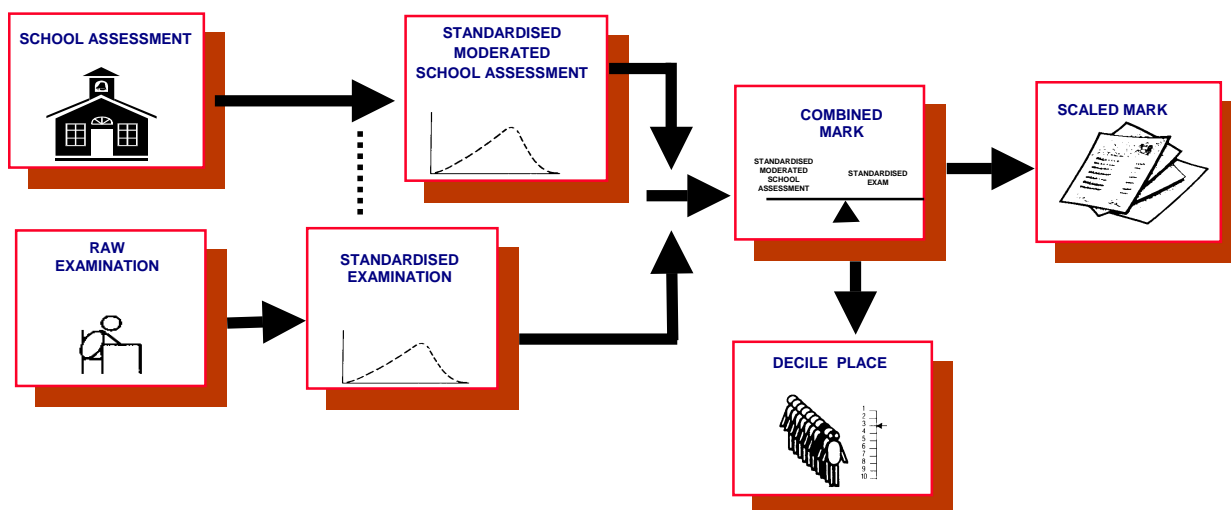 SCHOOL ASSESSMENT
STANDARDISED
MODERATED
SCHOOL ASSESSMENT
COMBINED
MARK
STANDARDISED
MODERATED
SCHOOL
ASSESSMENT
STANDARDISED
EXAM
SCALED MARK
RAW
EXAMINATION
STANDARDISED
EXAMINATION
DECILE PLACE
1
2
3
4
5
6
7
8
9
10